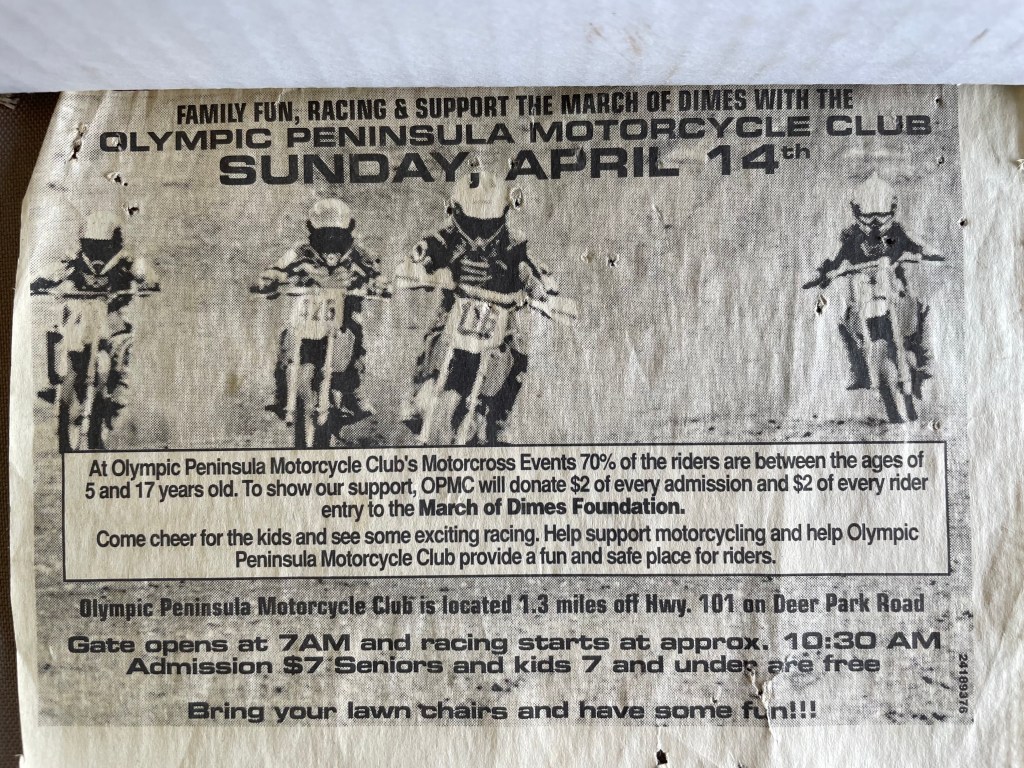 FAMILY FUN, RACING & SUPPORT THE MARCH OF DIMES WITH THE
OLYMPIC PENINSULA MOTORCYCLE CLUB
SUNDAY, APRIL 14th
426
At Olympic Peninsula Motorcycle Club's Motorcross Events 70% of the riders are between the ages of
5 and 17 years old. To show our support, OPMC will donate $2 of every admission and $2 of every rider
entry to the March of Dimes Foundation.
Come cheer for the kids and see some exciting racing. Help support motorcycling and help Olympic
Peninsula Motorcycle Club provide a fun and safe place for riders.
Olympic Peninsula Motorcycle Club is located 1.3 miles off Hwy. 101 on Deer Park Road
Gate opens at 7AM and racing starts at approx. 10:30 AM
Admission $7 Seniors and kids 7 and under are free
24189376
Bring your lawn chairs and have some fun!!!